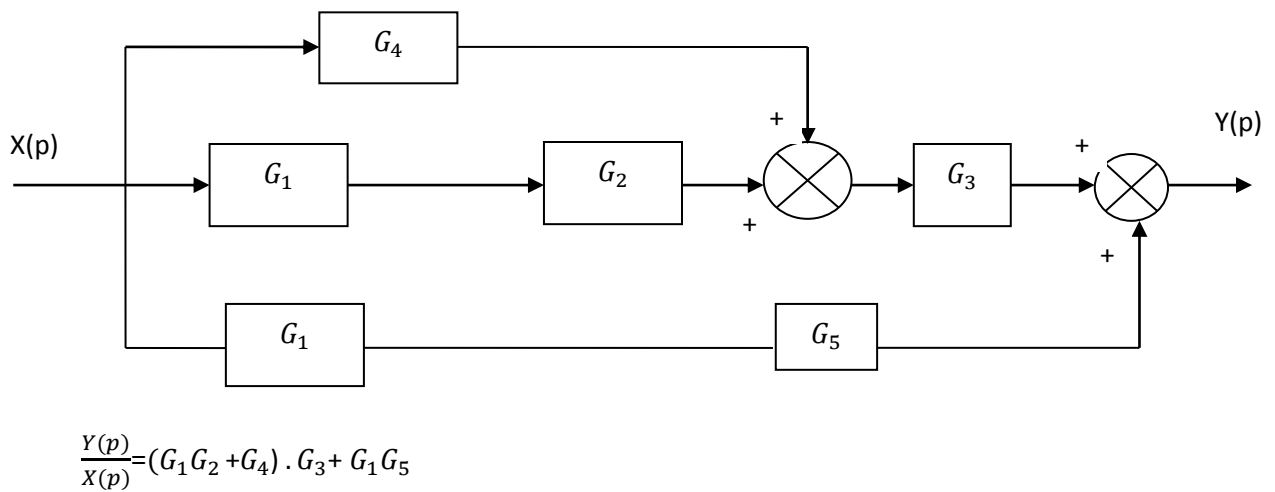 G₄
+
X(p)
Y(p)
G₁
G₂
G₃
+
+
+
G₁
G₅
Y(p)/X(p)=(G₁G₂+G₄).G₃+ G₁G₅